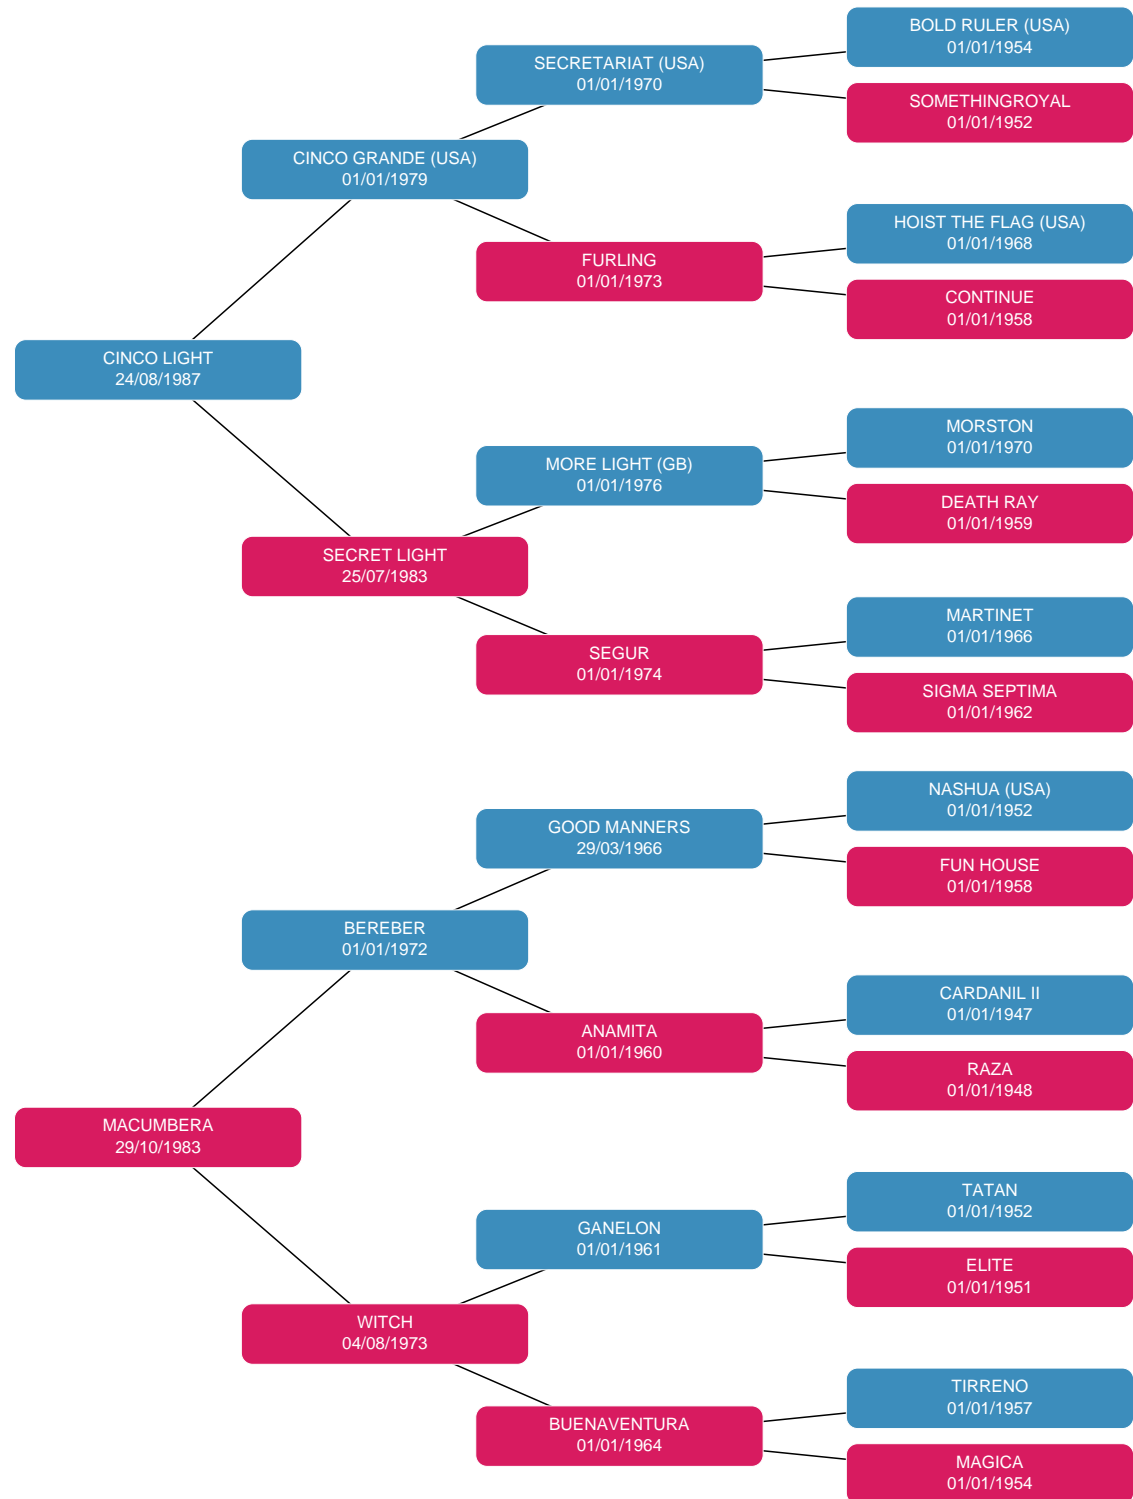 BOLD RULER (USA)
01/01/1954
SECRETARIAT (USA)
01/01/1970
SOMETHINGROYAL
01/01/1952
CINCO GRANDE (USA)
01/01/1979
HOIST THE FLAG (USA)
01/01/1968
FURLING
01/01/1973
CONTINUE
01/01/1958
CINCO LIGHT
24/08/1987
MORSTON
01/01/1970
MORE LIGHT (GB)
01/01/1976
DEATH RAY
01/01/1959
SECRET LIGHT
25/07/1983
MARTINET
01/01/1966
SEGUR
01/01/1974
SIGMA SEPTIMA
01/01/1962
NASHUA (USA)
01/01/1952
GOOD MANNERS
29/03/1966
FUN HOUSE
01/01/1958
BEREBER
01/01/1972
CARDANIL II
01/01/1947
ANAMITA
01/01/1960
RAZA
01/01/1948
MACUMBERA
29/10/1983
TATAN
01/01/1952
GANELON
01/01/1961
ELITE
01/01/1951
WITCH
04/08/1973
TIRRENO
01/01/1957
BUENAVENTURA
01/01/1964
MAGICA
01/01/1954